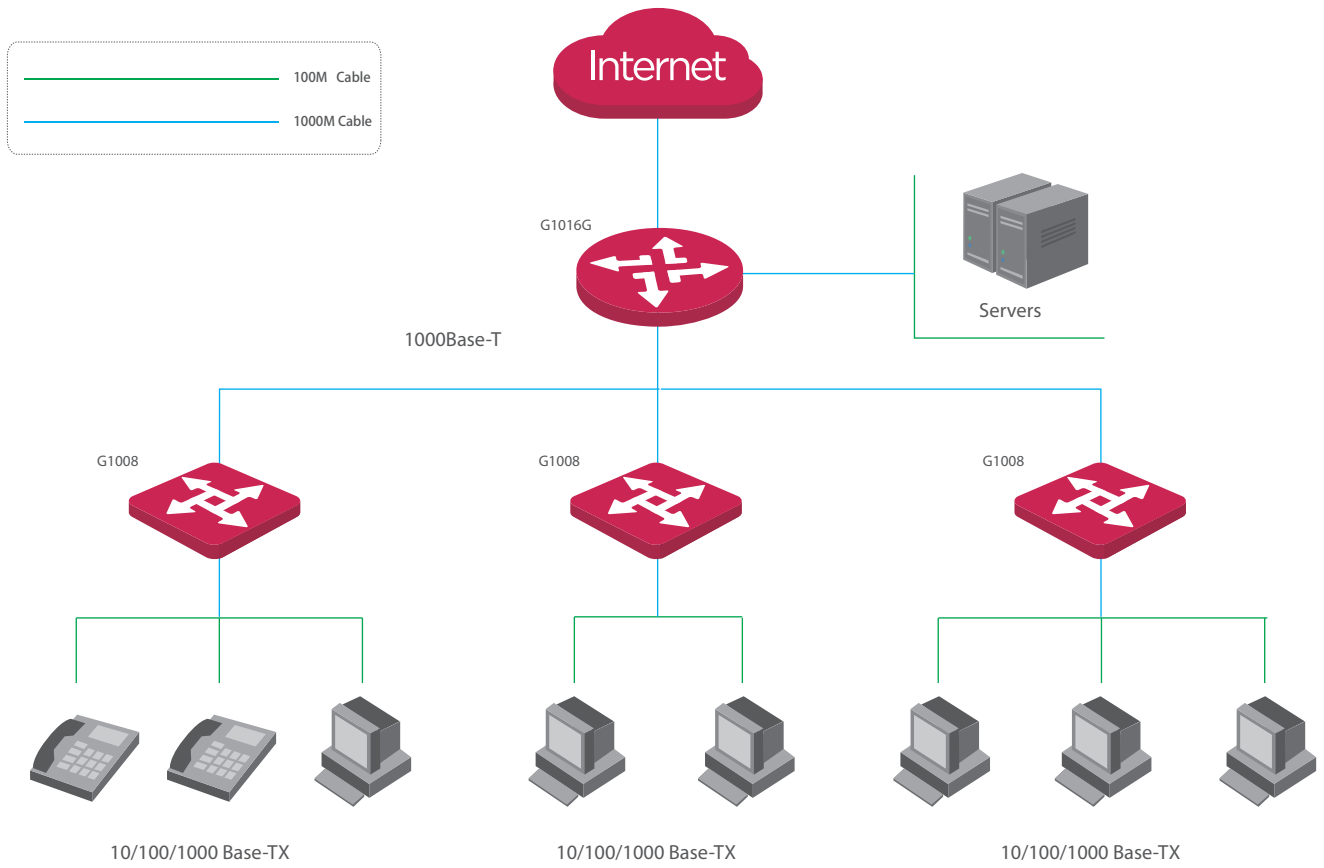 100M Cable
1000M Cable
Internet
G1016G
Servers
1000Base-T
G1008
G1008
G1008
10/100/1000 Base-TX
10/100/1000 Base-TX
10/100/1000 Base-TX